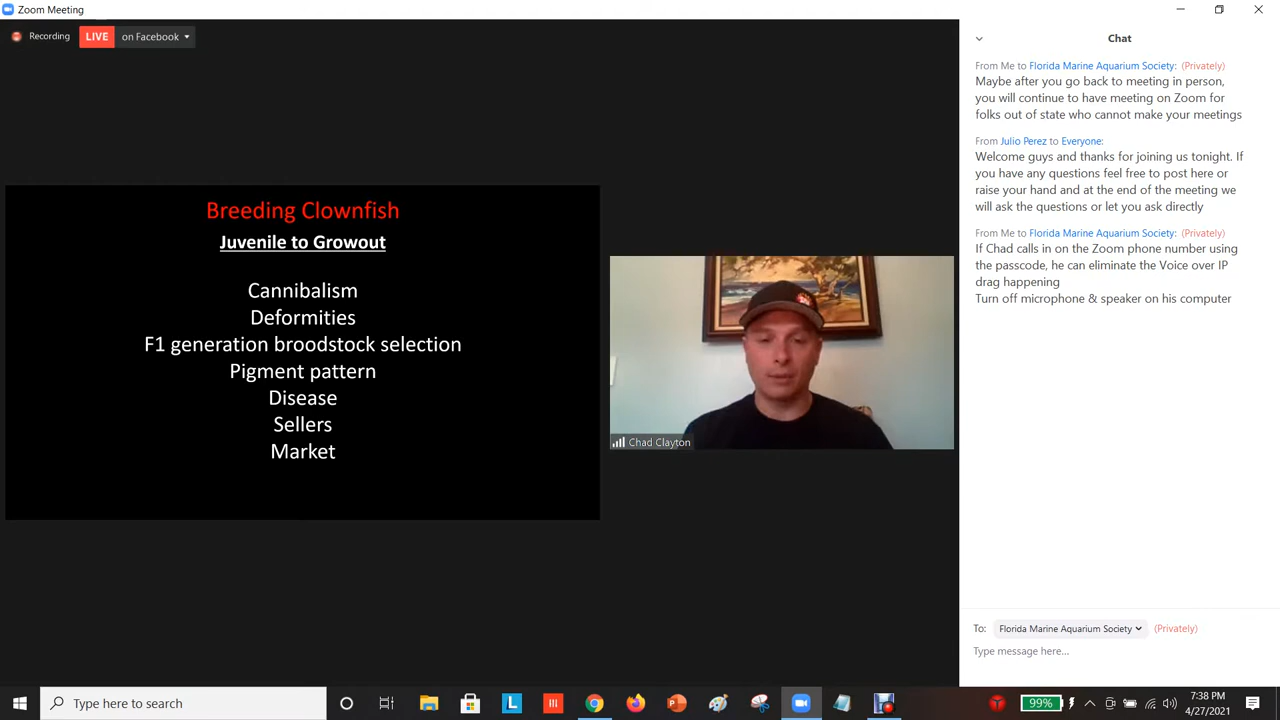 Zoom Meeting
Recording
LIVE
on Facebook
Breeding Clownfish
Juvenile to Growout
Cannibalism
Deformities
F1 generation broodstock selection
Pigment pattern
Disease
Sellers
Market
Chad Clayton
Chat
From Me to Florida Marine Aquarium Society: (Privately)
Maybe after you go back to meeting in person,
you will continue to have meeting on Zoom for
folks out of state who cannot make your meetings
From Julio Perez to Everyone:
Welcome guys and thanks for joining us tonight. If
you have any questions feel free to post here or
raise your hand and at the end of the meeting we
will ask the questions or let you ask directly
From Me to Florida Marine Aquarium Society: (Privately)
If Chad calls in on the Zoom phone number using
the passcode, he can eliminate the Voice over IP
drag happening
Turn off microphone & speaker on his computer
To: Florida Marine Aquarium Society (Privately)
Type message here...
Type here to search
L
99%
7:38 PM
4/27/2021